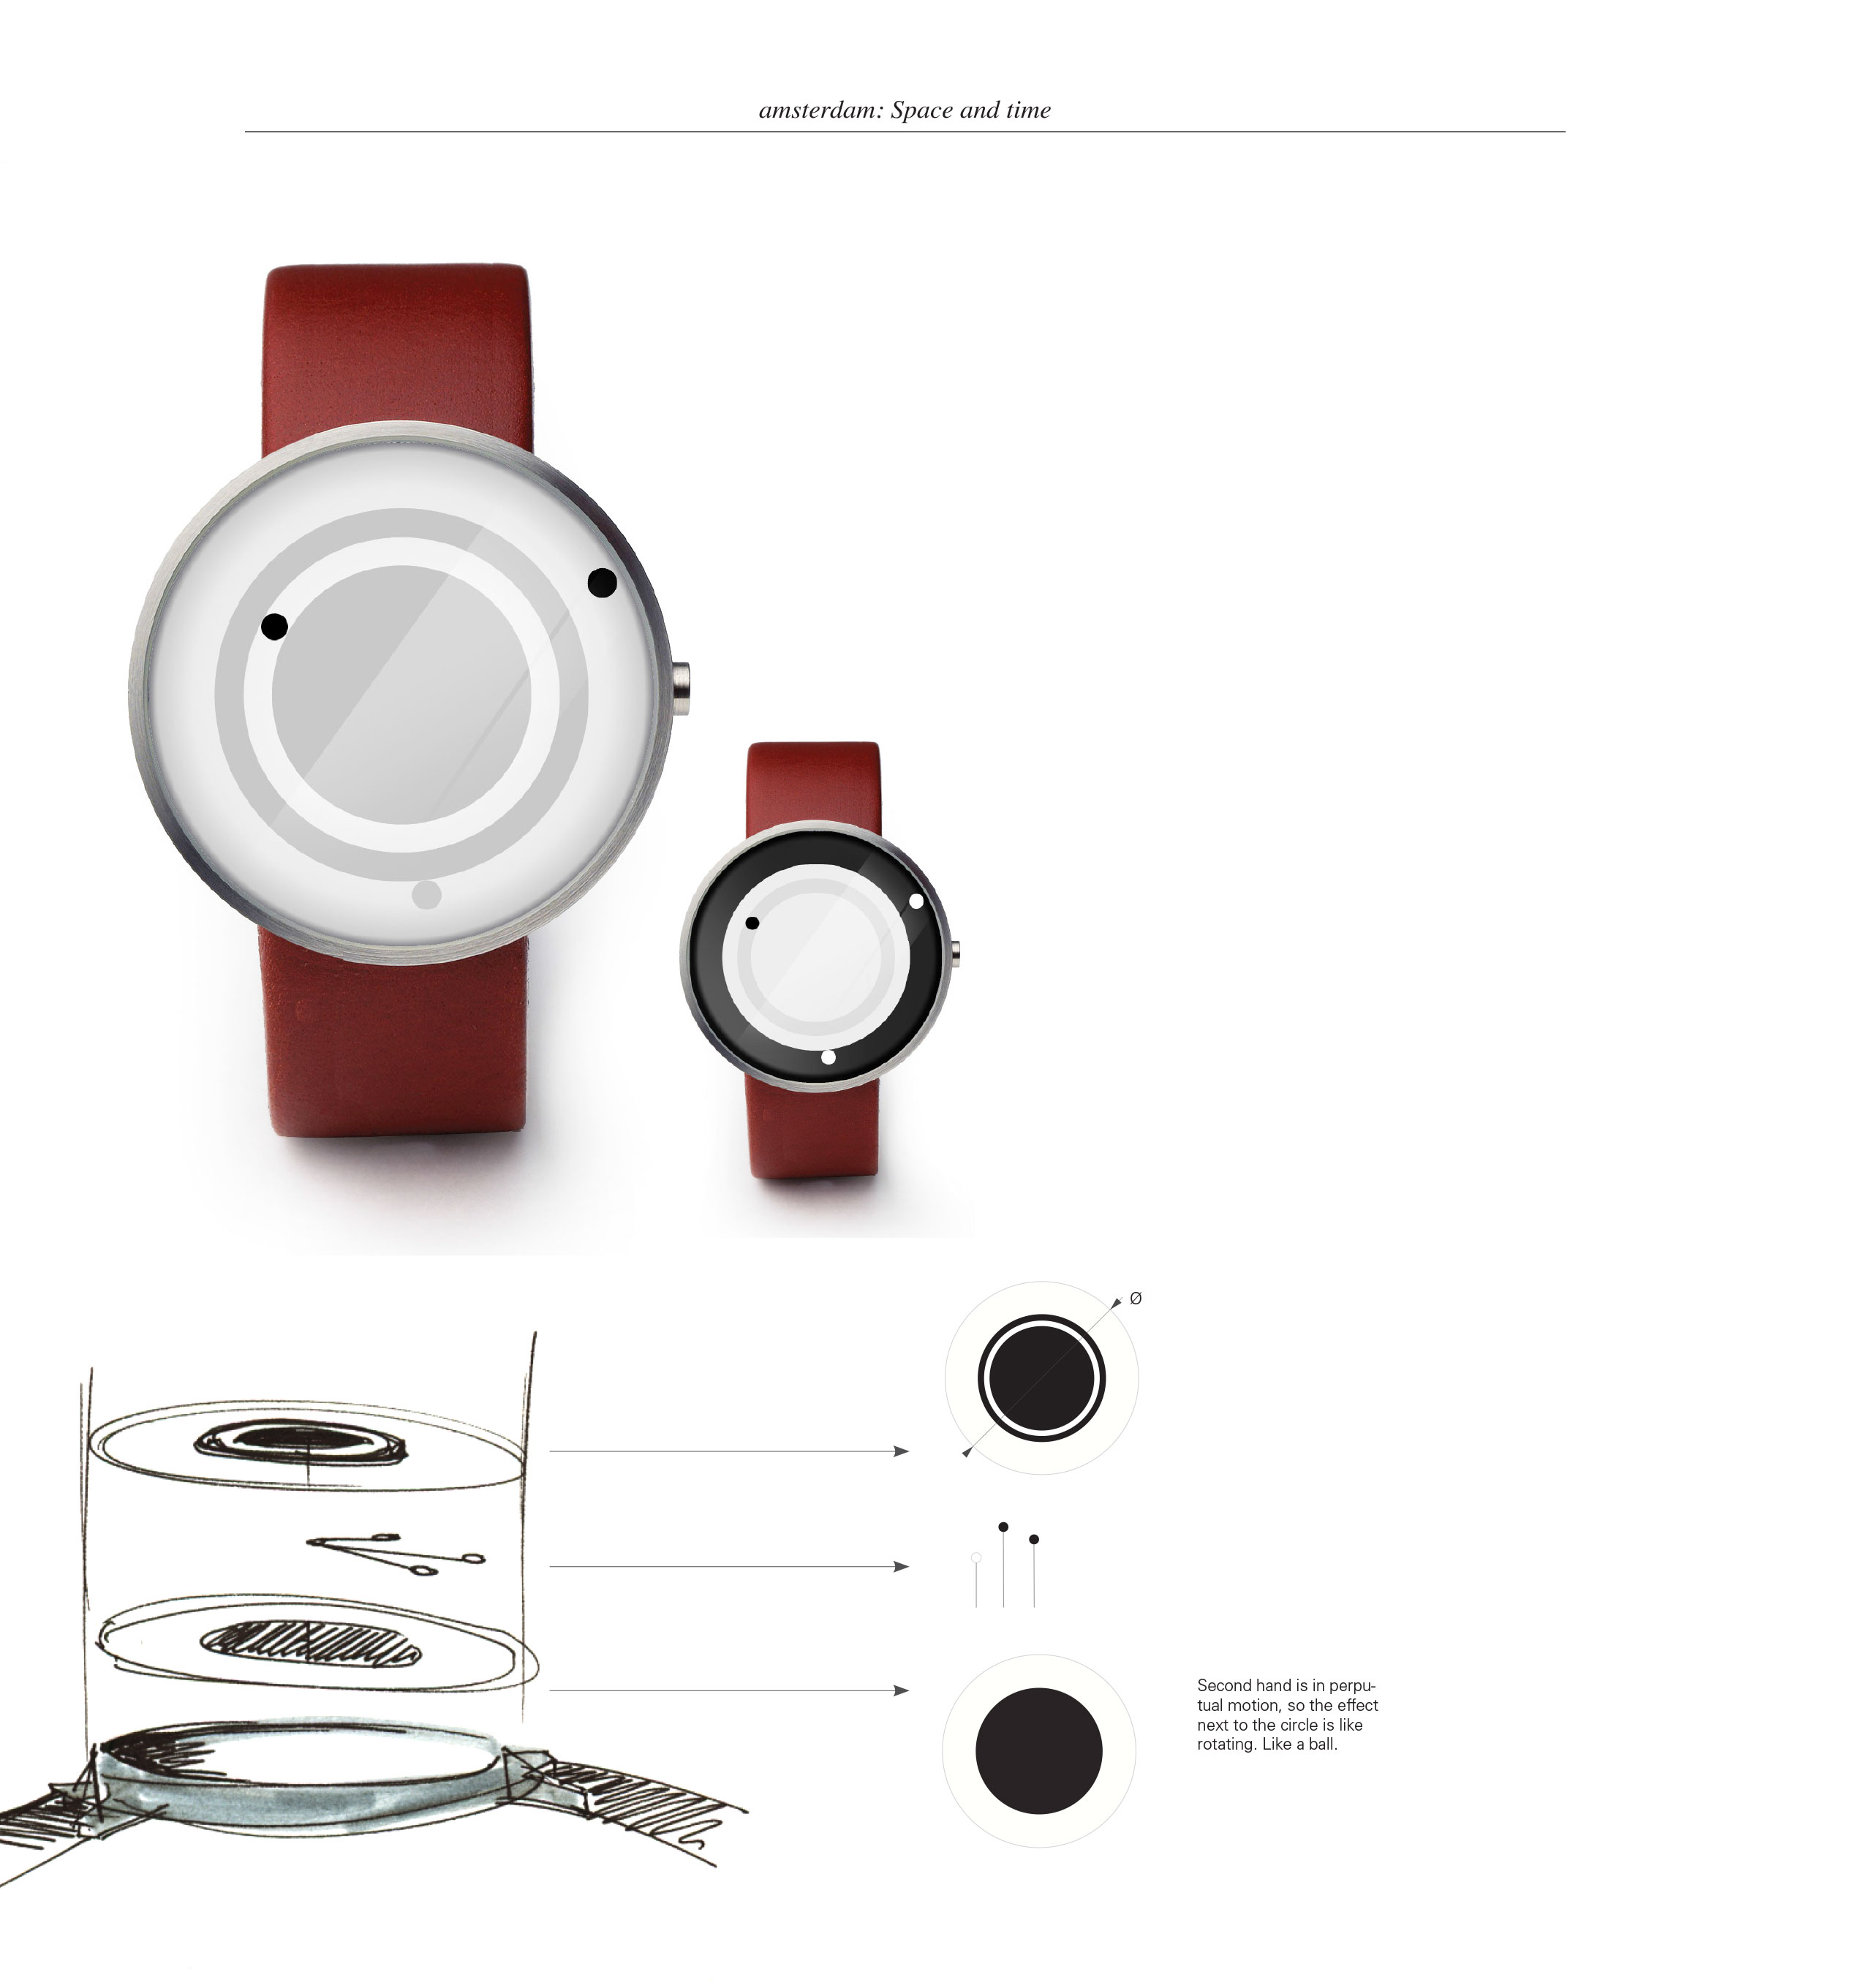 amsterdam: Space and time
Ø
Second hand is in perpu-
tual motion, so the effect
next to the circle is like
rotating. Like a ball.